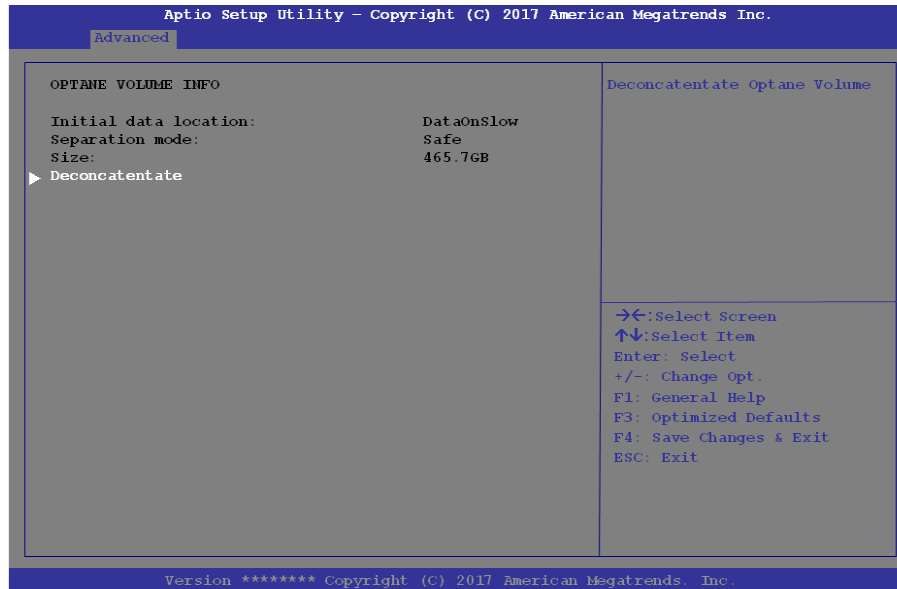 Aptio Setup Utility – Copyright (C) 2017 American Megatrends Inc.
Advanced
OPTANE VOLUME INFO
Initial data location: DataOnSlow
Separation mode: Safe
Size: 465.7GB
Deconcatentate
Deconcatentate Optane Volume
→←:Select Screen
↑↓:Select Item
Enter: Select
+/-: Change Opt.
F1: General Help
F3: Optimized Defaults
F4: Save Changes & Exit
ESC: Exit
Version ******** Copyright (C) 2017 American Megatrends. Inc.